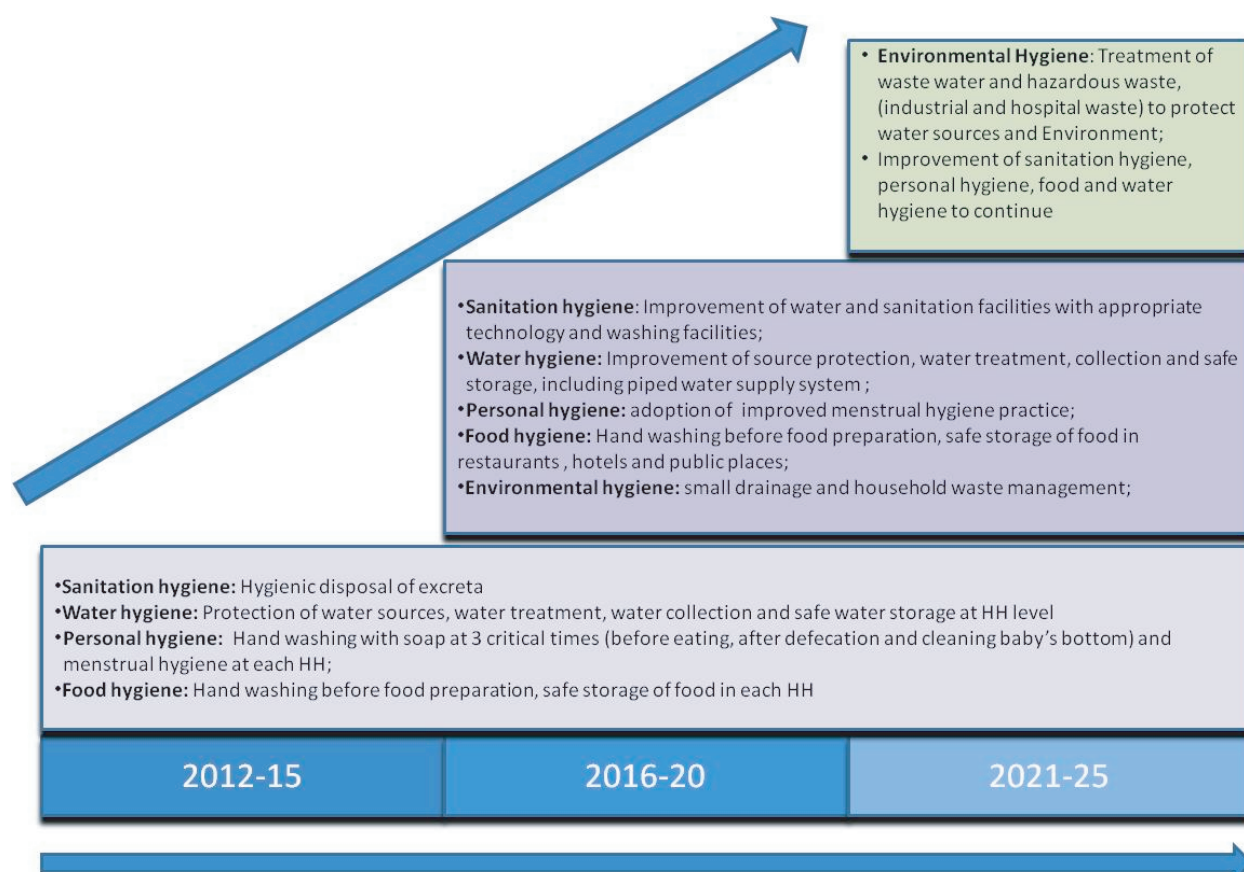 • Environmental Hygiene: Treatment of
waste water and hazardous waste,
(industrial and hospital waste) to protect
water sources and Environment;
• Improvement of sanitation hygiene,
personal hygiene, food and water
hygiene to continue
•Sanitation hygiene: Improvement of water and sanitation facilities with appropriate
technology and washing facilities;
•Water hygiene: Improvement of source protection, water treatment, collection and safe
storage, including piped water supply system ;
•Personal hygiene: adoption of improved menstrual hygiene practice;
•Food hygiene: Hand washing before food preparation, safe storage of food in
restaurants , hotels and public places;
•Environmental hygiene: small drainage and household waste management;
•Sanitation hygiene: Hygienic disposal of excreta
•Water hygiene: Protection of water sources, water treatment, water collection and safe water storage at HH level
•Personal hygiene: Hand washing with soap at 3 critical times (before eating, after defecation and cleaning baby's bottom) and
menstrual hygiene at each HH;
•Food hygiene: Hand washing before food preparation, safe storage of food in each HH
2012-15
2016-20
2021-25